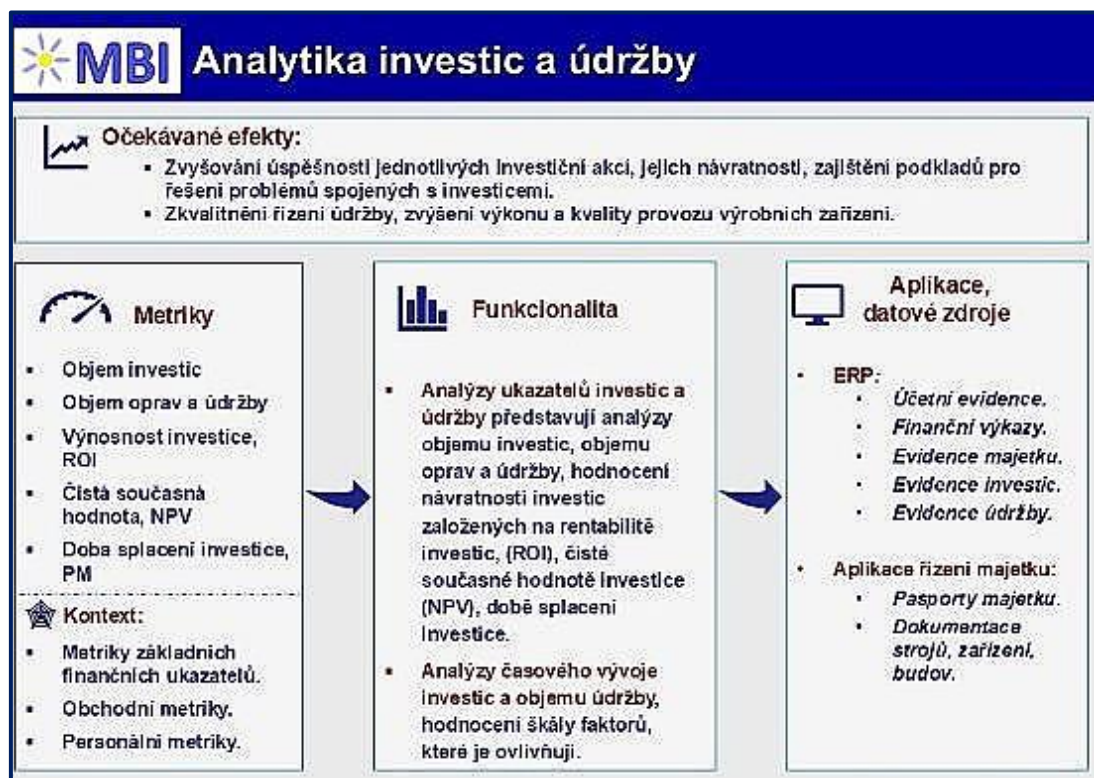 MBI Analytika investic a údržby
Očekávané efekty:
▪ Zvyšování úspěšnosti jednotlivých investiční akcí, jejich návratnosti, zajištění podkladů pro
řešení problémů spojených s investicemi.
▪ Zkvalitnění řízení údržby, zvýšení výkonu a kvality provozu výrobních zařízení.
Metriky
▪ Objem investic
▪ Objem oprav a údržby
▪ Výnosnost investice,
ROI
▪ Čistá současná
hodnota, NPV
▪ Doba splacení investice,
PM
Kontext:
▪ Metriky základních
finančních ukazatelů.
▪ Obchodní metriky.
▪ Personální metriky.
Funkcionalita
▪ Analýzy ukazatelů investic a
údržby představují analýzy
objemu investic, objemu
oprav a údržby, hodnocení
návratnosti investic
založených na rentabilitě
investic, (ROI), čisté
současné hodnotě investice
(NPV), době splacení
investice.
▪ Analýzy časového vývoje
investic a objemu údržby,
hodnocení škály faktorů,
které je ovlivňují.
Aplikace,
datové zdroje
• ERP:
• Účetní evidence.
• Finanční výkazy.
• Evidence majetku.
• Evidence investic.
• Evidence údržby.
• Aplikace řízení majetku:
• Pasporty majetku.
• Dokumentace
strojů, zařízení,
budov.